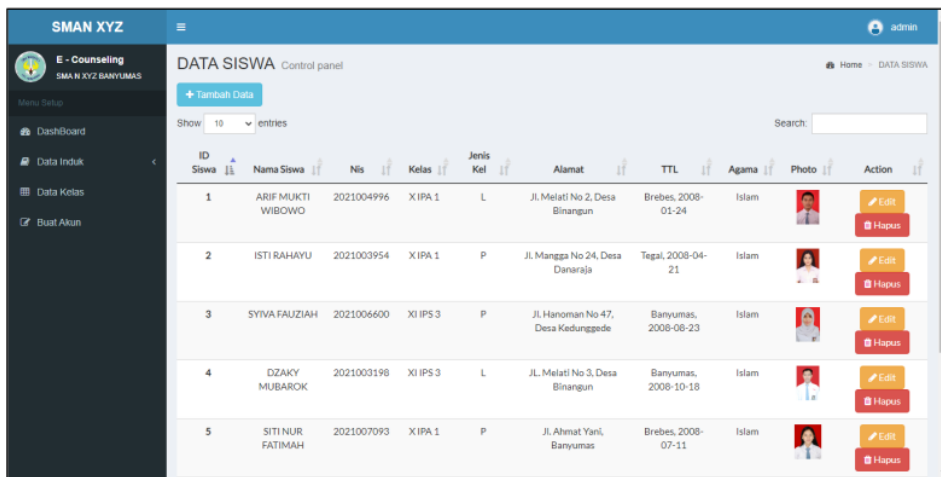 SMAN XYZ
admin
E - Counseling
SMA N XYZ BANYUMAS
Menu Setup
DashBoard
Data Induk
Data Kelas
Buat Akun
DATA SISWA Control panel
Home > DATA SISWA
+ Tambah Data
Show 10 entries
Search:
ID Siswa Nama Siswa Nis Kelas Jenis Kel Alamat TTL Agama Photo Action
1 ARIF MUKTI 2021004996 X IPA 1 L Jl. Melati No 2, Desa Brebes, 2008- Islam Edit
WIBOWO Binangun 01-24 Hapus
2 ISTI RAHAYU 2021003954 X IPA 1 P Jl. Mangga No 24, Desa Tegal, 2008-04- Islam Edit
Danaraja 21 Hapus
3 SYIVA FAUZIAH 2021006600 XI IPS 3 P Jl. Hanoman No 47, Banyumas, Islam Edit
Desa Kedunggede 2008-08-23 Hapus
4 DZAKY 2021003198 XI IPS 3 L JL. Melati No 3, Desa Banyumas, Islam Edit
MUBAROK Binangun 2008-10-18 Hapus
5 SITI NUR 2021007093 X IPA 1 P Jl. Ahmat Yani, Brebes, 2008- Islam Edit
FATIMAH Banyumas 07-11 Hapus